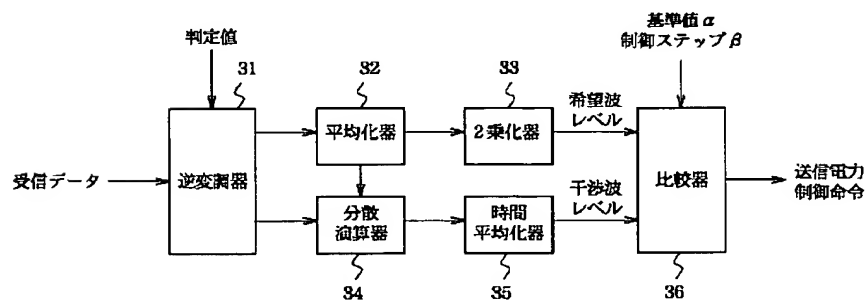 基準値α
制御ステップβ
判定値
31
32
33
希望波
レベル
受信データ
逆変調器
平均化器
2乗化器
比較器
送信電力
制御命令
分散
演算器
時間
平均化器
干渉波
レベル
34
35
36